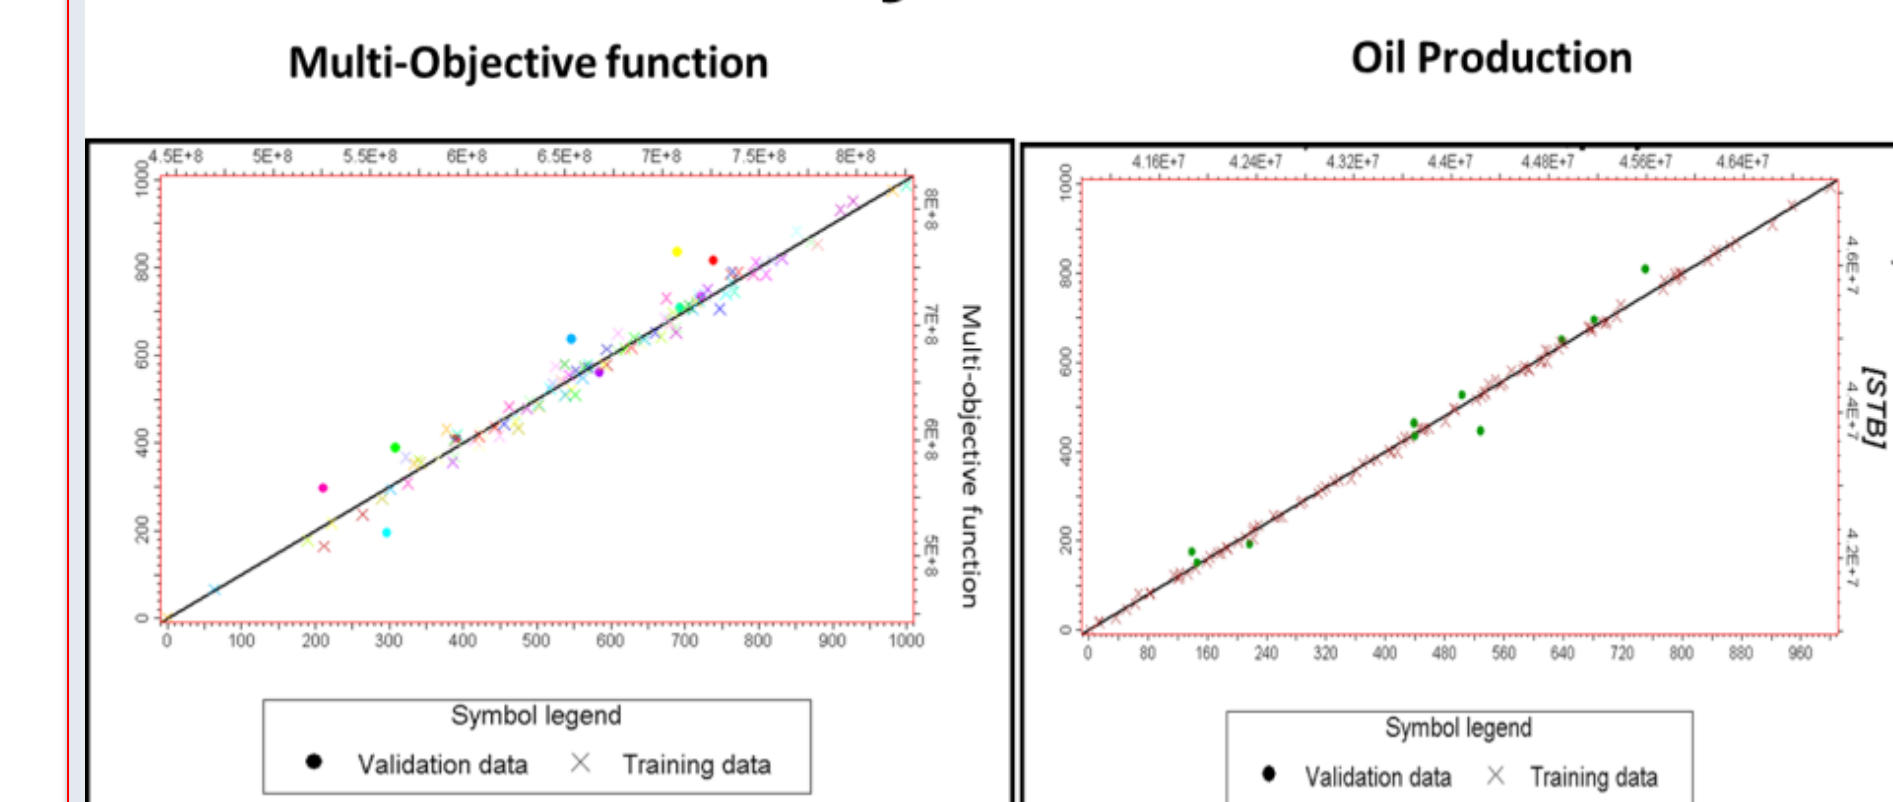 Multi-Objective function
4.5E+8 5E+8 5.5E+8 6E+8 6.5E+8 7E+8 7.5E+8 8E+8
1000
800
600
400
200
0
8E+8
7E+8
6E+8
5E+8
Multi-objective function
0 100 200 300 400 500 600 700 800 900 1000
Symbol legend
Validation data Training data
Oil Production
4.16E+7 4.24E+7 4.32E+7 4.4E+7 4.48E+7 4.56E+7 4.64E+7
1000
800
600
400
200
0
4.6E+7
4.4E+7
4.2E+7
[STB]
0 80 160 240 320 400 480 560 640 720 800 880 960
Symbol legend
Validation data Training data